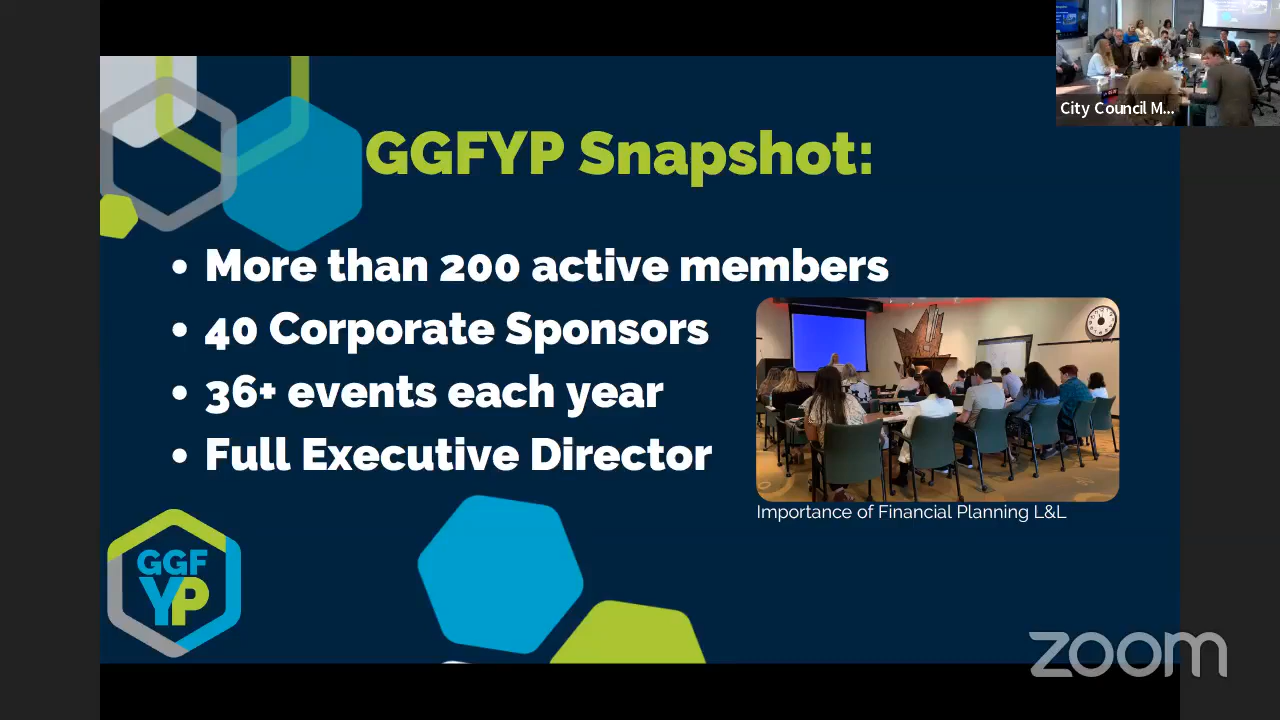 City Council M...
GGFYP Snapshot:
• More than 200 active members
• 40 Corporate Sponsors
• 36+ events each year
• Full Executive Director
Importance of Financial Planning L&L
GGF
YP
zoom